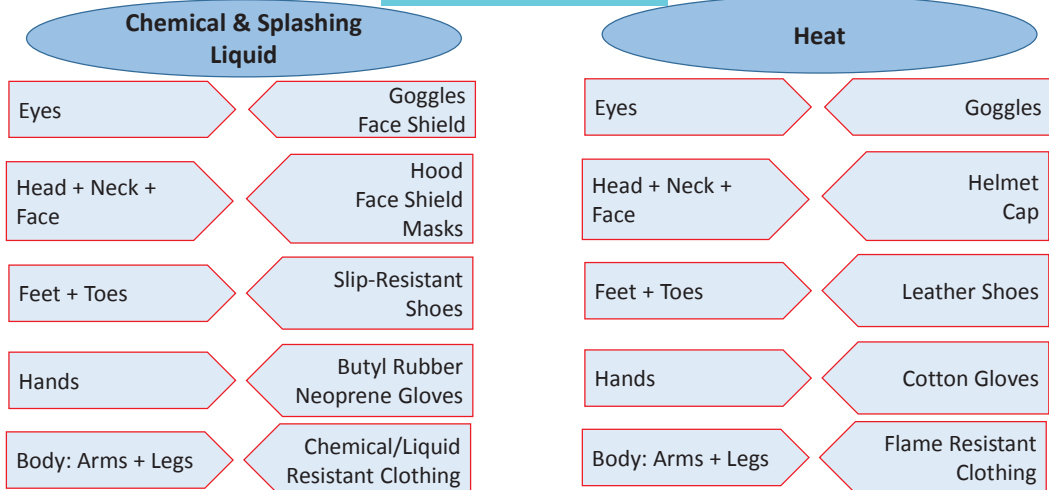 Chemical & Splashing
Liquid
Eyes
Goggles
Face Shield
Head + Neck +
Face
Hood
Face Shield
Masks
Feet + Toes
Slip-Resistant
Shoes
Hands
Butyl Rubber
Neoprene Gloves
Body: Arms + Legs
Chemical/Liquid
Resistant Clothing
Heat
Eyes
Goggles
Head + Neck +
Face
Helmet
Cap
Feet + Toes
Leather Shoes
Hands
Cotton Gloves
Body: Arms + Legs
Flame Resistant
Clothing